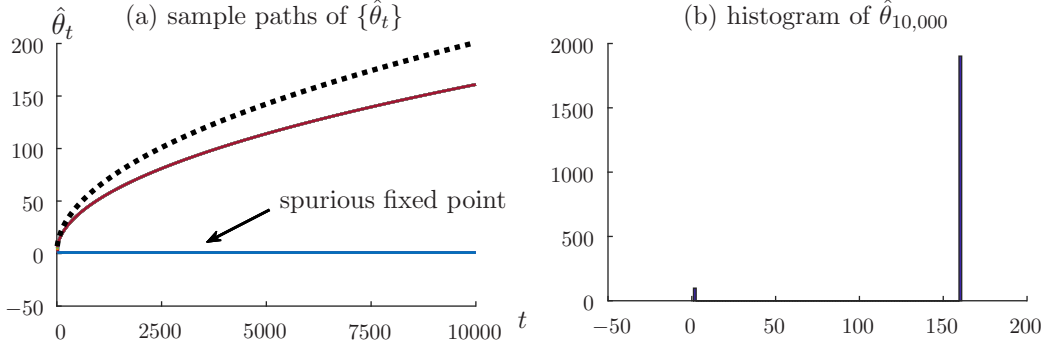 (a) sample paths of {θ̂_t}
θ̂_t
200
150
100
50
0
−50
spurious fixed point
0 2500 5000 7500 10000 t
(b) histogram of θ̂_{10,000}
2000
1500
1000
500
0
−50 0 50 100 150 200